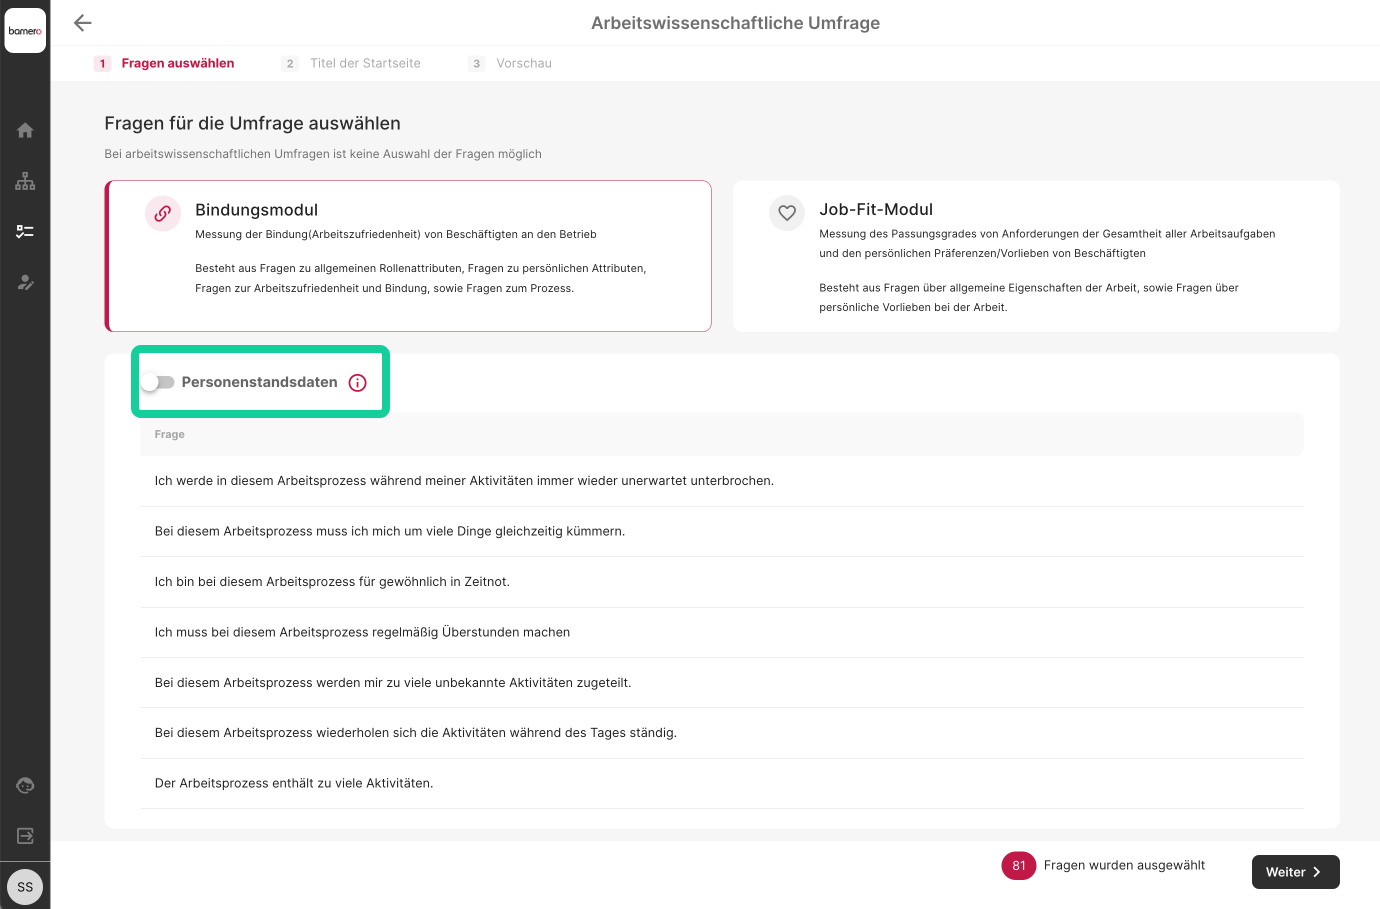 bamero
Arbeitswissenschaftliche Umfrage
1 Fragen auswählen 2 Titel der Startseite 3 Vorschau
Fragen für die Umfrage auswählen
Bei arbeitswissenschaftlichen Umfragen ist keine Auswahl der Fragen möglich
Bindungsmodul
Messung der Bindung(Arbeitszufriedenheit) von Beschäftigten an den Betrieb
Besteht aus Fragen zu allgemeinen Rollenattributen, Fragen zu persönlichen Attributen,
Fragen zur Arbeitszufriedenheit und Bindung, sowie Fragen zum Prozess.
Job-Fit-Modul
Messung des Passungsgrades von Anforderungen der Gesamtheit aller Arbeitsaufgaben
und den persönlichen Präferenzen/Vorlieben von Beschäftigten
Besteht aus Fragen über allgemeine Eigenschaften der Arbeit, sowie Fragen über
persönliche Vorlieben bei der Arbeit.
Personenstandsdaten
Frage
Ich werde in diesem Arbeitsprozess während meiner Aktivitäten immer wieder unerwartet unterbrochen.
Bei diesem Arbeitsprozess muss ich mich um viele Dinge gleichzeitig kümmern.
Ich bin bei diesem Arbeitsprozess für gewöhnlich in Zeitnot.
Ich muss bei diesem Arbeitsprozess regelmäßig Überstunden machen
Bei diesem Arbeitsprozess werden mir zu viele unbekannte Aktivitäten zugeteilt.
Bei diesem Arbeitsprozess wiederholen sich die Aktivitäten während des Tages ständig.
Der Arbeitsprozess enthält zu viele Aktivitäten.
81 Fragen wurden ausgewählt
Weiter
SS